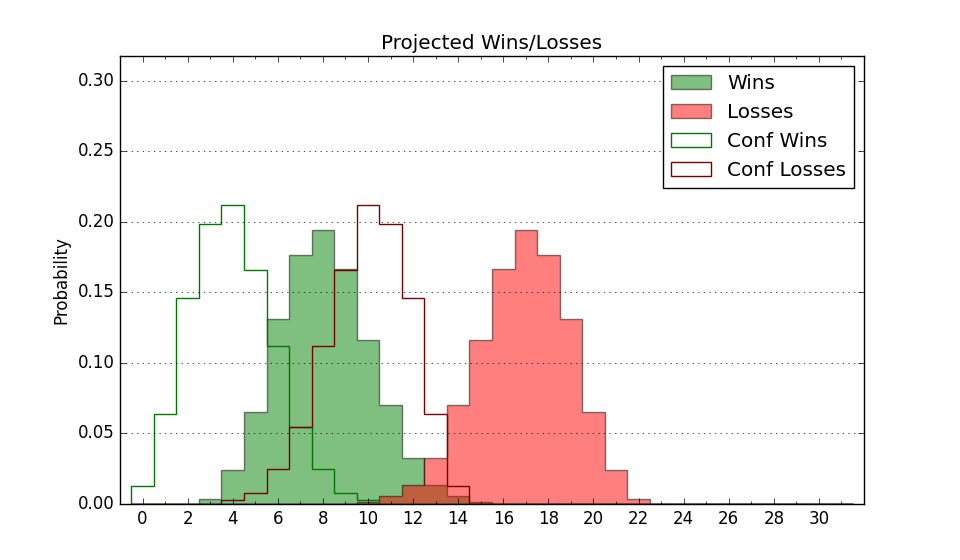 Projected Wins/Losses
Wins
Losses
Conf Wins
Conf Losses
Probability
0.30
0.25
0.20
0.15
0.10
0.05
0.00
0 2 4 6 8 10 12 14 16 18 20 22 24 26 28 30